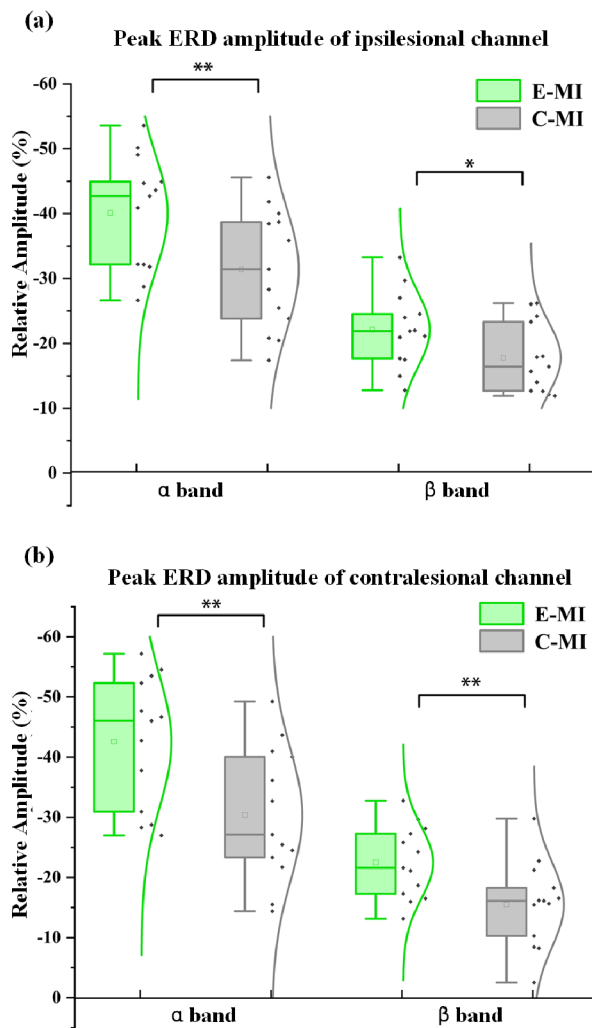 (a)
Peak ERD amplitude of ipsilesional channel
-60
**
E-MI
C-MI
-50
*
-40
-30
-20
-10
0
Relative Amplitude (%)
α band
β band
(b)
Peak ERD amplitude of contralesional channel
-60
**
E-MI
C-MI
-50
**
-40
-30
-20
-10
0
Relative Amplitude (%)
α band
β band